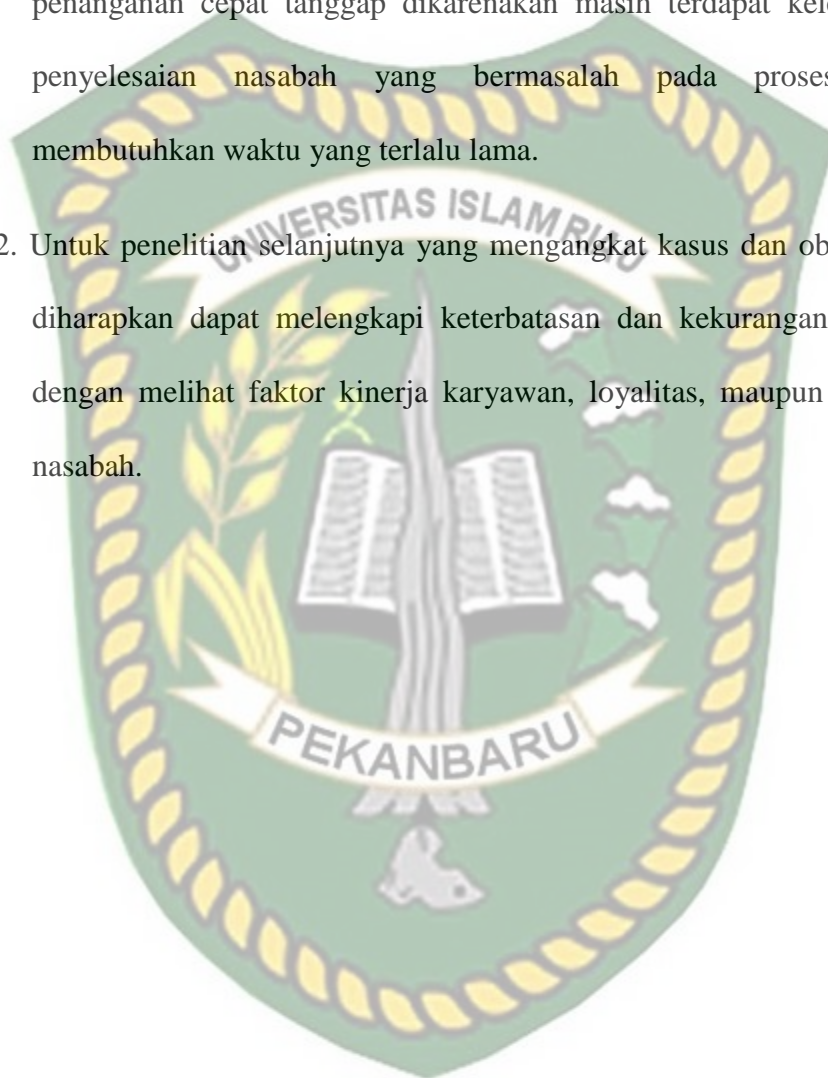 penanganan cepat tanggap dikarenakan masih terdapat
penyelesaian nasabah yang bermasalah pada proses
membutuhkan waktu yang terlalu lama.
2. Untuk penelitian selanjutnya yang mengangkat kasus dan
diharapkan dapat melengkapi keterbatasan dan kekurangan
dengan melihat faktor kinerja karyawan, loyalitas, maupun
nasabah.
UNIVERSITAS ISLAM RIAU
PEKANBARU